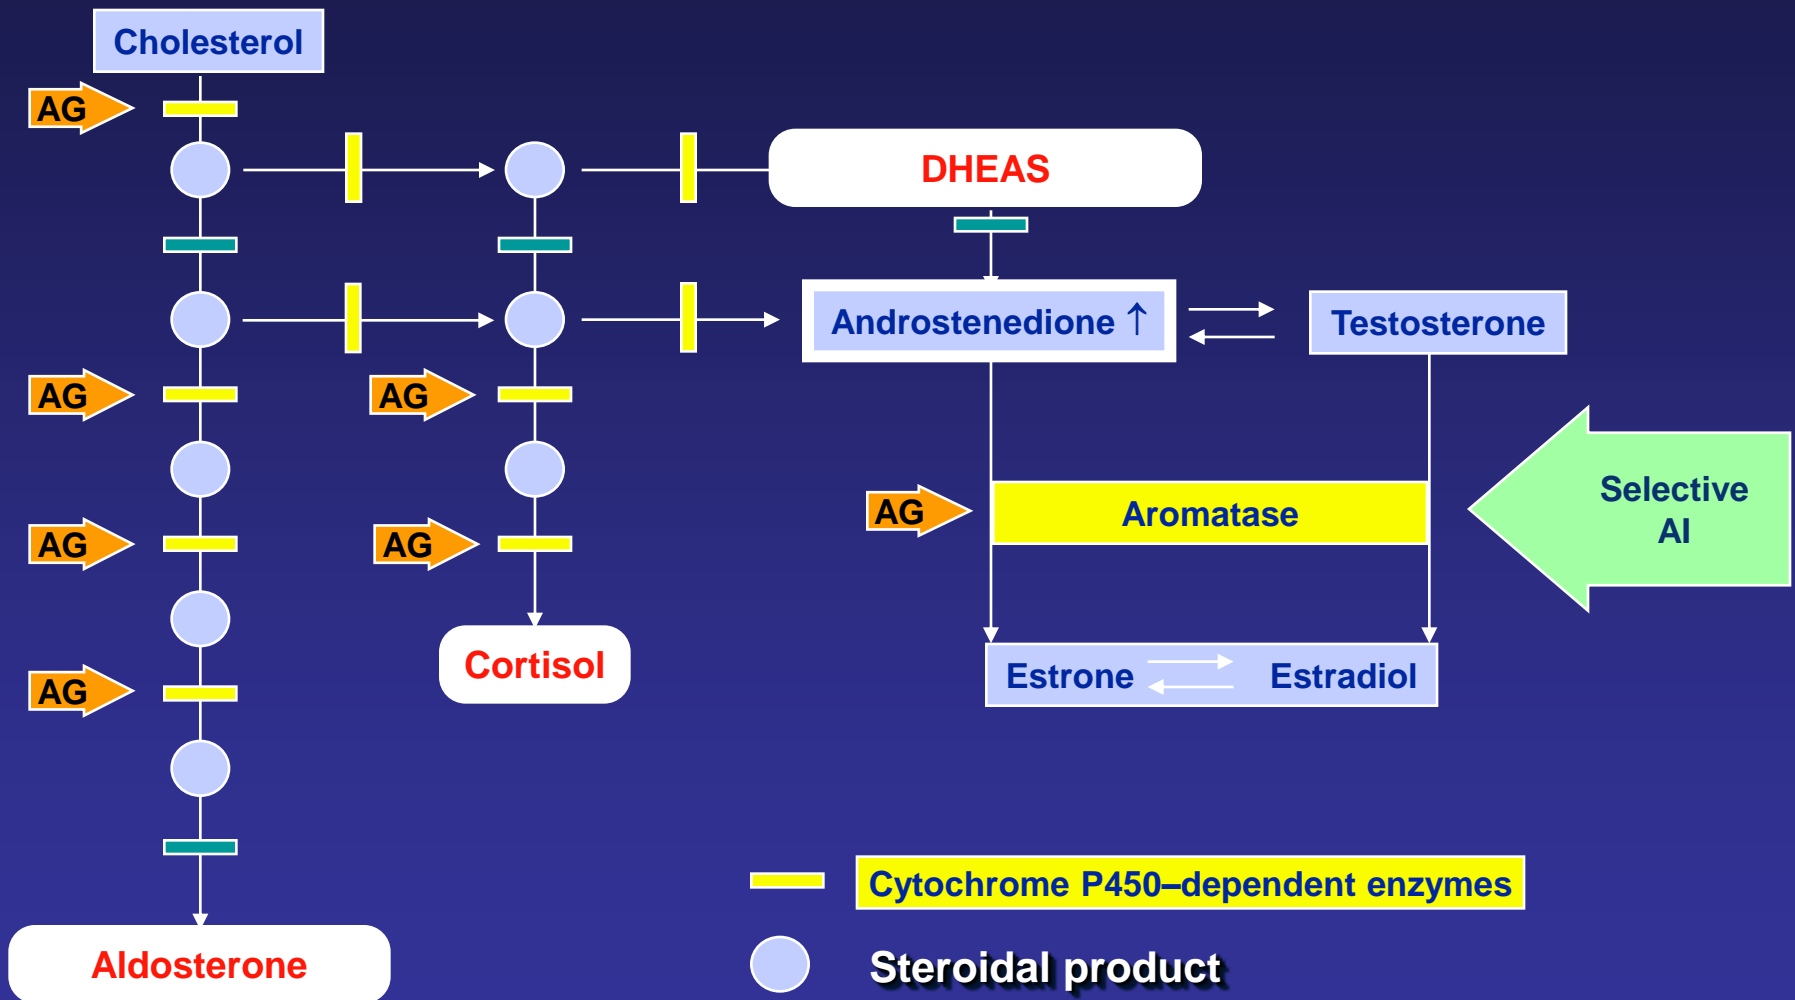 Cholesterol
AG
DHEAS
Androstenedione ↑
Testosterone
AG
AG
Selective
AI
AG
Aromatase
AG
AG
Cortisol
Estrone
Estradiol
AG
Cytochrome P450–dependent enzymes
Aldosterone
Steroidal product